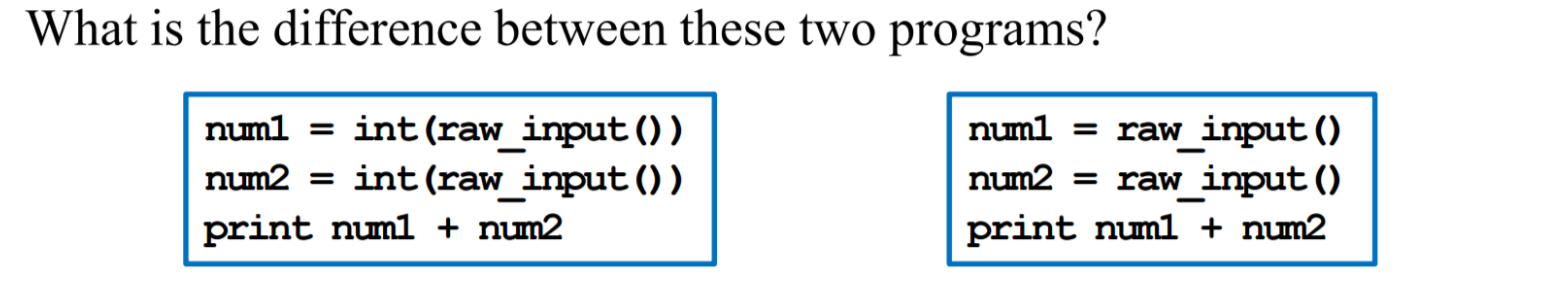 What is the difference between these two programs?
num1 = int(raw_input())
num2 = int(raw_input())
print num1 + num2
num1 = raw_input()
num2 = raw_input()
print num1 + num2